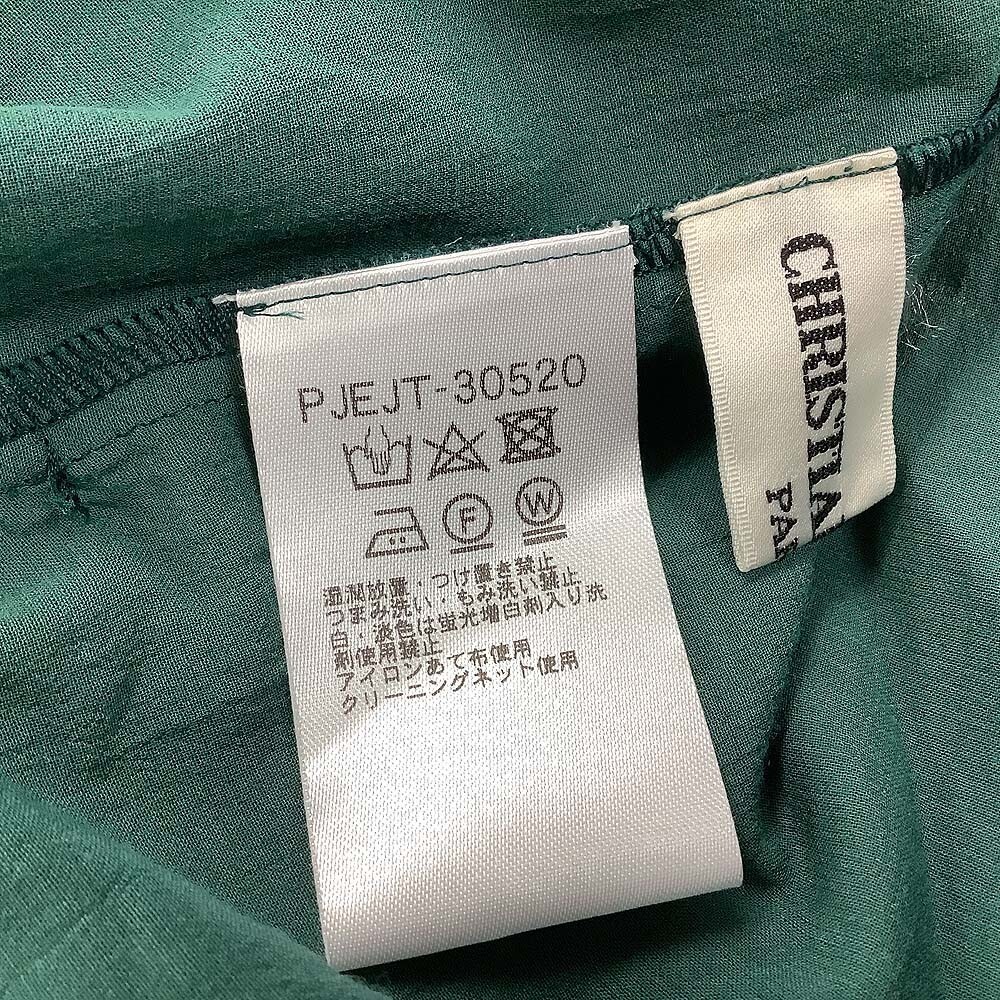 PJEJT-30520
F W
湿潤放置・つけ置き禁止
つまみ洗い・もみ洗い禁止
白・淡色は蛍光増白剤入り洗
剤使用禁止
アイロンあて布使用
クリーニングネット使用
CHRISTIA
PA